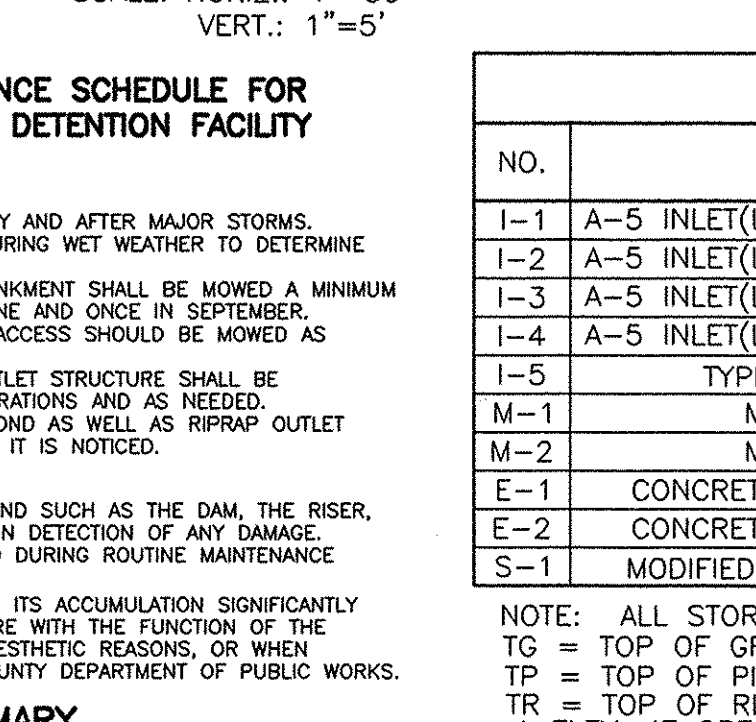 VERT.: 1"=5'
NCE SCHEDULE FOR
DETENTION FACILITY
Y AND AFTER MAJOR STORMS.
URING WET WEATHER TO DETERMINE
NKMENT SHALL BE MOWED A MINIMUM
NE AND ONCE IN SEPTEMBER.
ACCESS SHOULD BE MOWED AS
TLET STRUCTURE SHALL BE
RATIONS AND AS NEEDED.
OND AS WELL AS RIPRAP OUTLET
IT IS NOTICED.
ND SUCH AS THE DAM, THE RISER,
N DETECTION OF ANY DAMAGE.
DURING ROUTINE MAINTENANCE
ITS ACCUMULATION SIGNIFICANTLY
RE WITH THE FUNCTION OF THE
ESTHETIC REASONS, OR WHEN
UNTY DEPARTMENT OF PUBLIC WORKS.
MARY
NO.
I-1 A-5 INLET(
I-2 A-5 INLET(
I-3 A-5 INLET(
I-4 A-5 INLET(
I-5 TYP
M-1
M-2
E-1 CONCRET
E-2 CONCRET
S-1 MODIFIED
NOTE: ALL STOR
TG = TOP OF GR
TP = TOP OF PI
TR = TOP OF RI